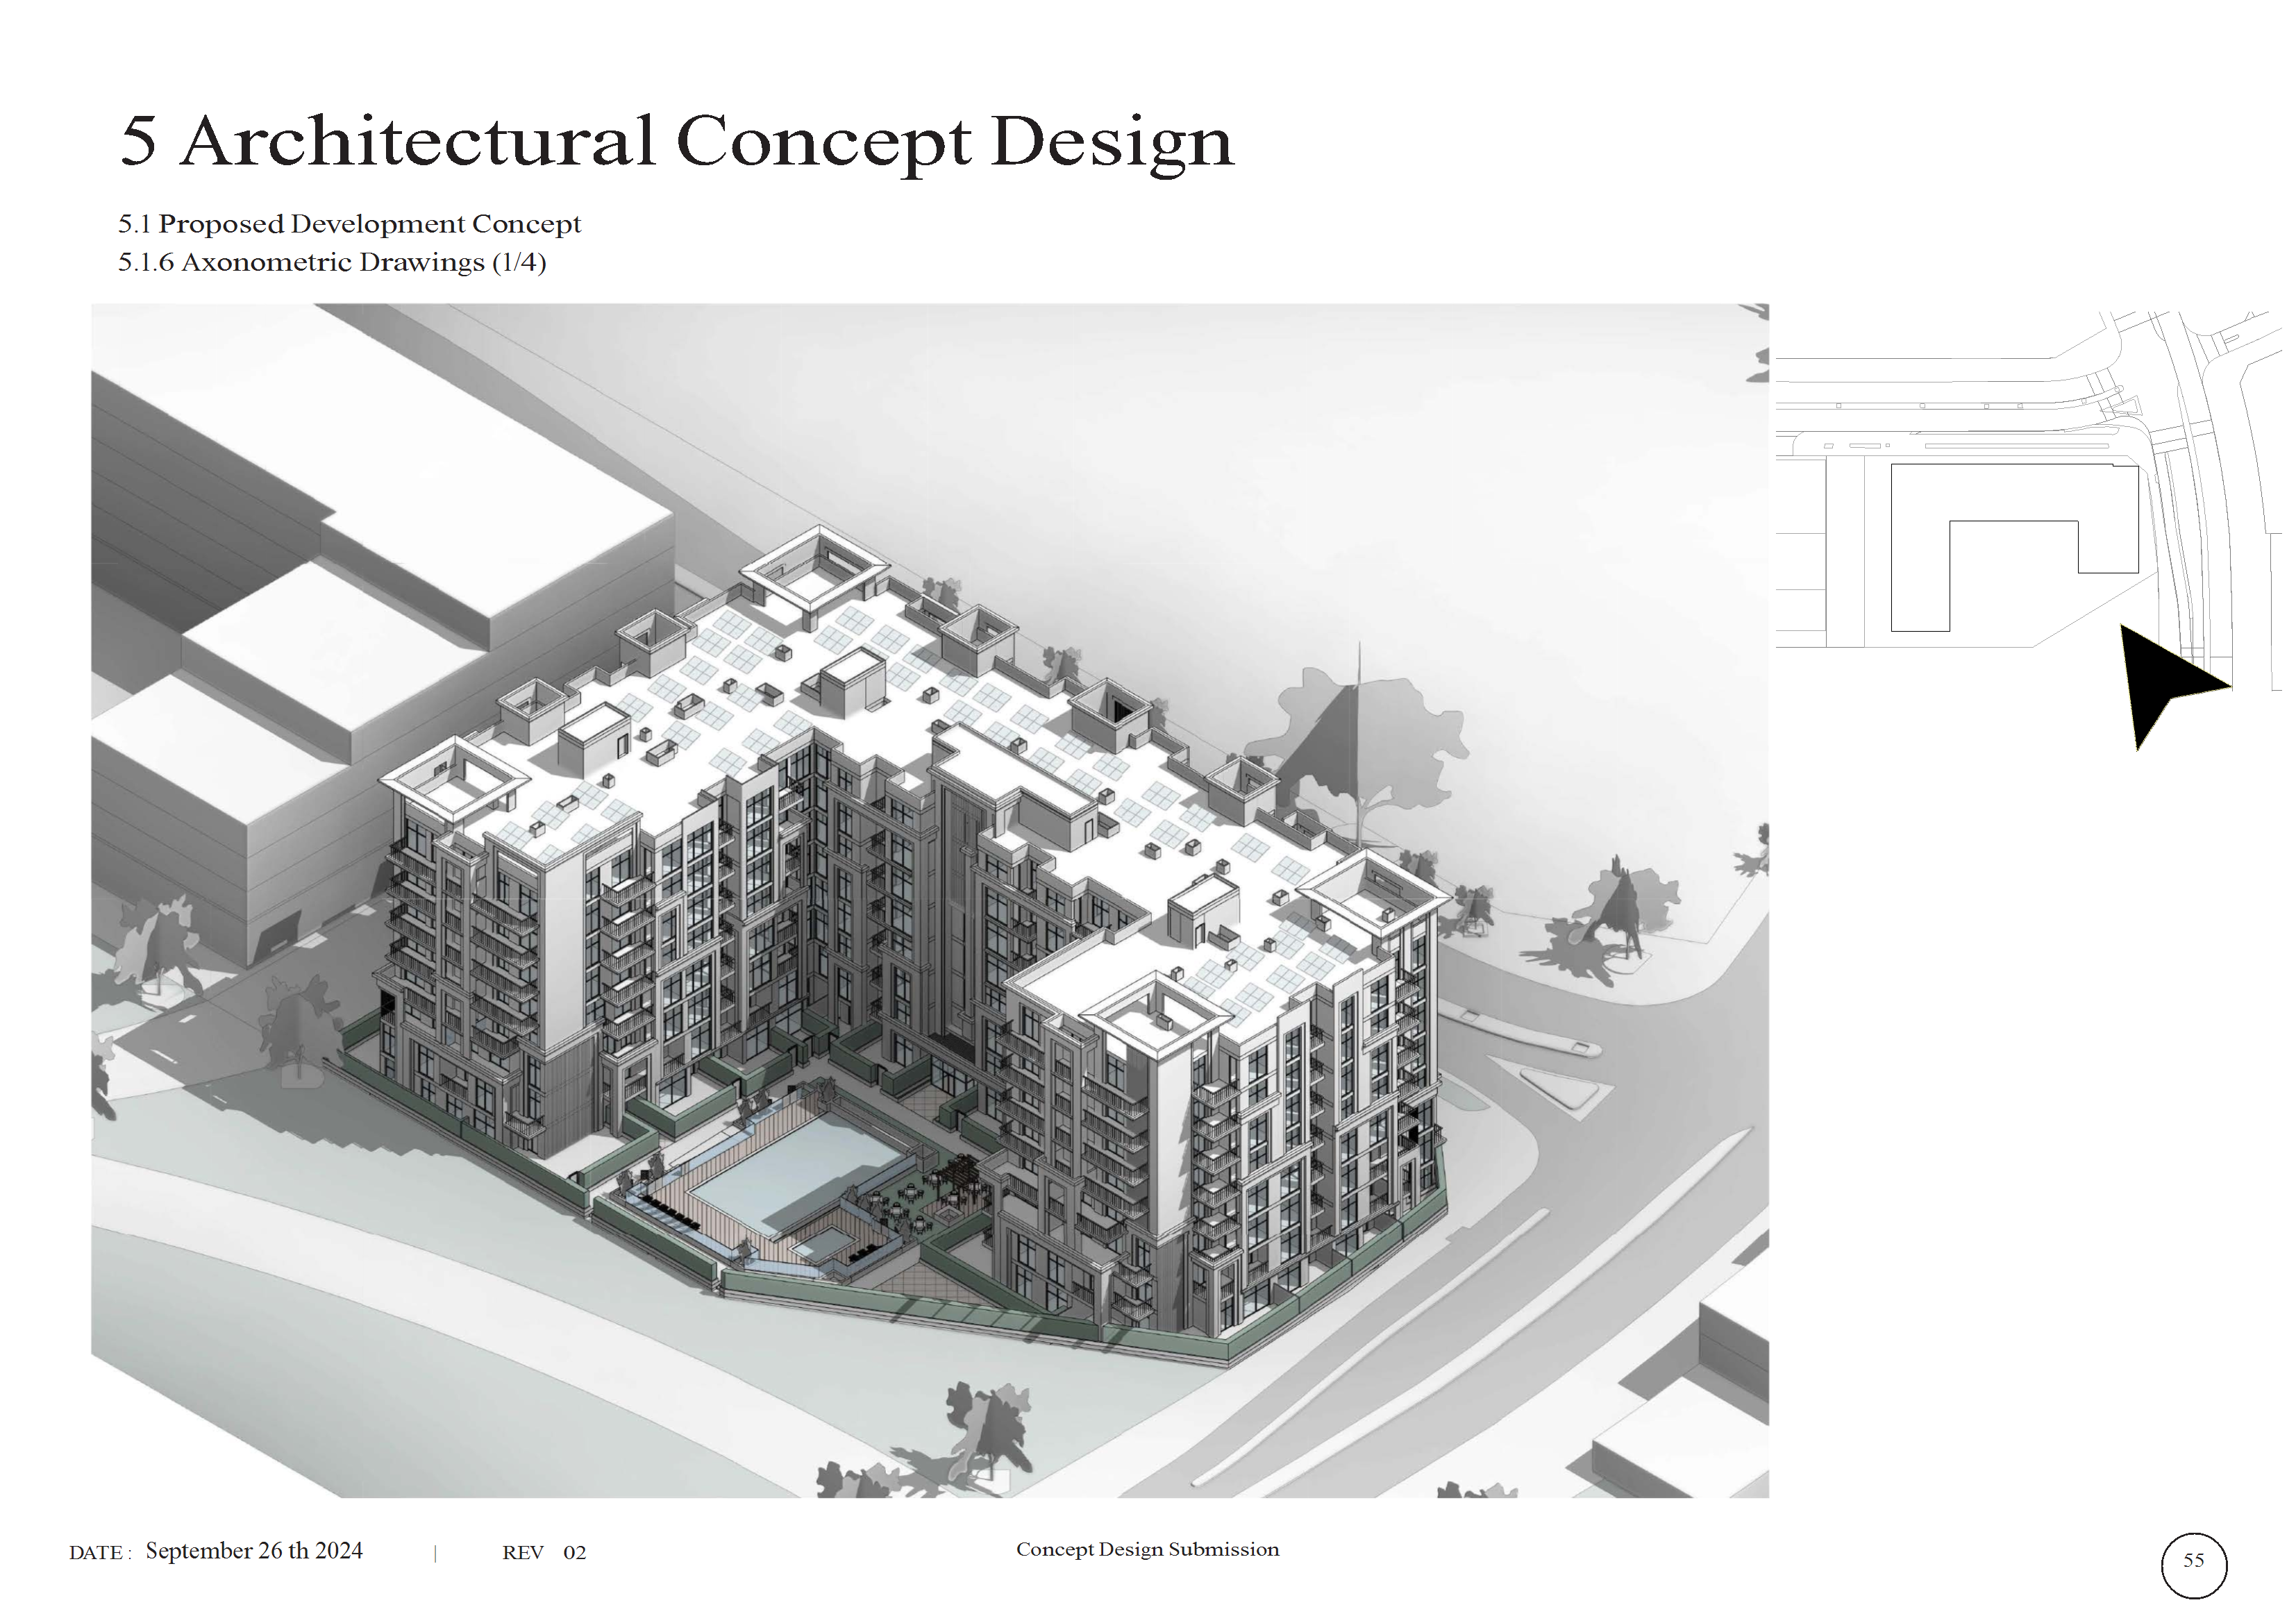 5 Architectural Concept Design
5.1 Proposed Development Concept
5.1.6 Axonometric Drawings (1/4)
DATE : September 26 th 2024 | REV 02
Concept Design Submission
55